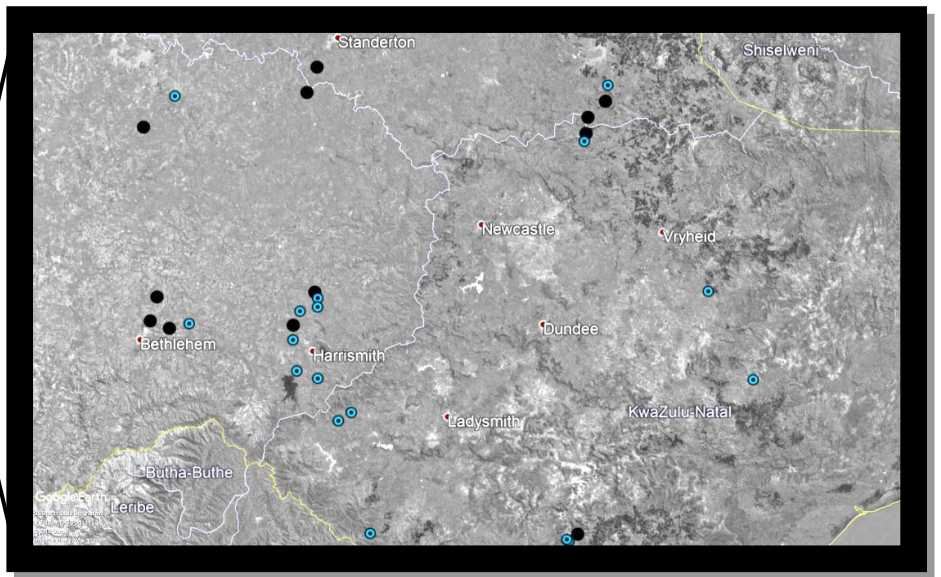 Standerton
Shiselweni
Newcastle
Vryheid
Dundee
Bethlehem
Harrismith
KwaZulu-Natal
Ladysmith
Butha-Buthe
Google Earth
Leribe